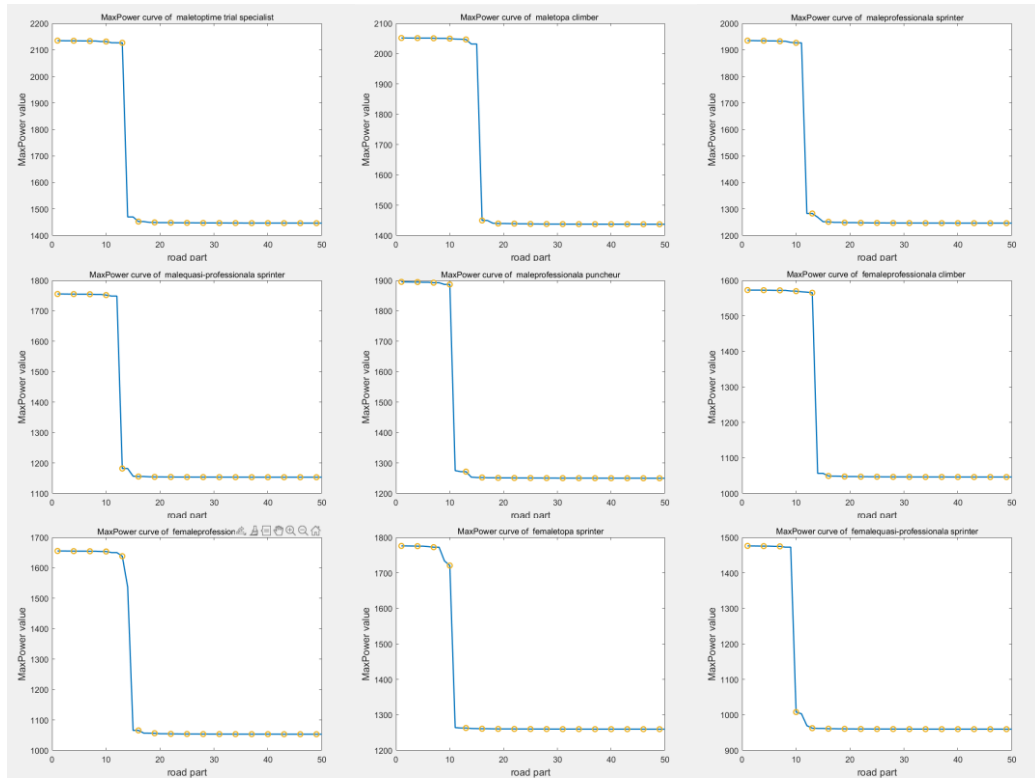 MaxPower curve of maletoptime trial specialist
MaxPower value
2200
2100
2000
1900
1800
1700
1600
1500
1400
0 10 20 30 40 50
road part
MaxPower curve of maletopa climber
MaxPower value
2100
2000
1900
1800
1700
1600
1500
1400
0 10 20 30 40 50
road part
MaxPower curve of maleprofessionala sprinter
MaxPower value
2000
1900
1800
1700
1600
1500
1400
1300
1200
0 10 20 30 40 50
road part
MaxPower curve of malequasi-professionala sprinter
MaxPower value
1800
1700
1600
1500
1400
1300
1200
1100
0 10 20 30 40 50
road part
MaxPower curve of maleprofessionala puncheur
MaxPower value
1900
1800
1700
1600
1500
1400
1300
1200
0 10 20 30 40 50
road part
MaxPower curve of femaleprofessionala climber
MaxPower value
1600
1500
1400
1300
1200
1100
1000
0 10 20 30 40 50
road part
MaxPower curve of femaleprofession
MaxPower value
1700
1600
1500
1400
1300
1200
1100
1000
0 10 20 30 40 50
road part
MaxPower curve of femaletopa sprinter
MaxPower value
1800
1700
1600
1500
1400
1300
1200
0 10 20 30 40 50
road part
MaxPower curve of femalequasi-professionala sprinter
MaxPower value
1500
1400
1300
1200
1100
1000
900
0 10 20 30 40 50
road part